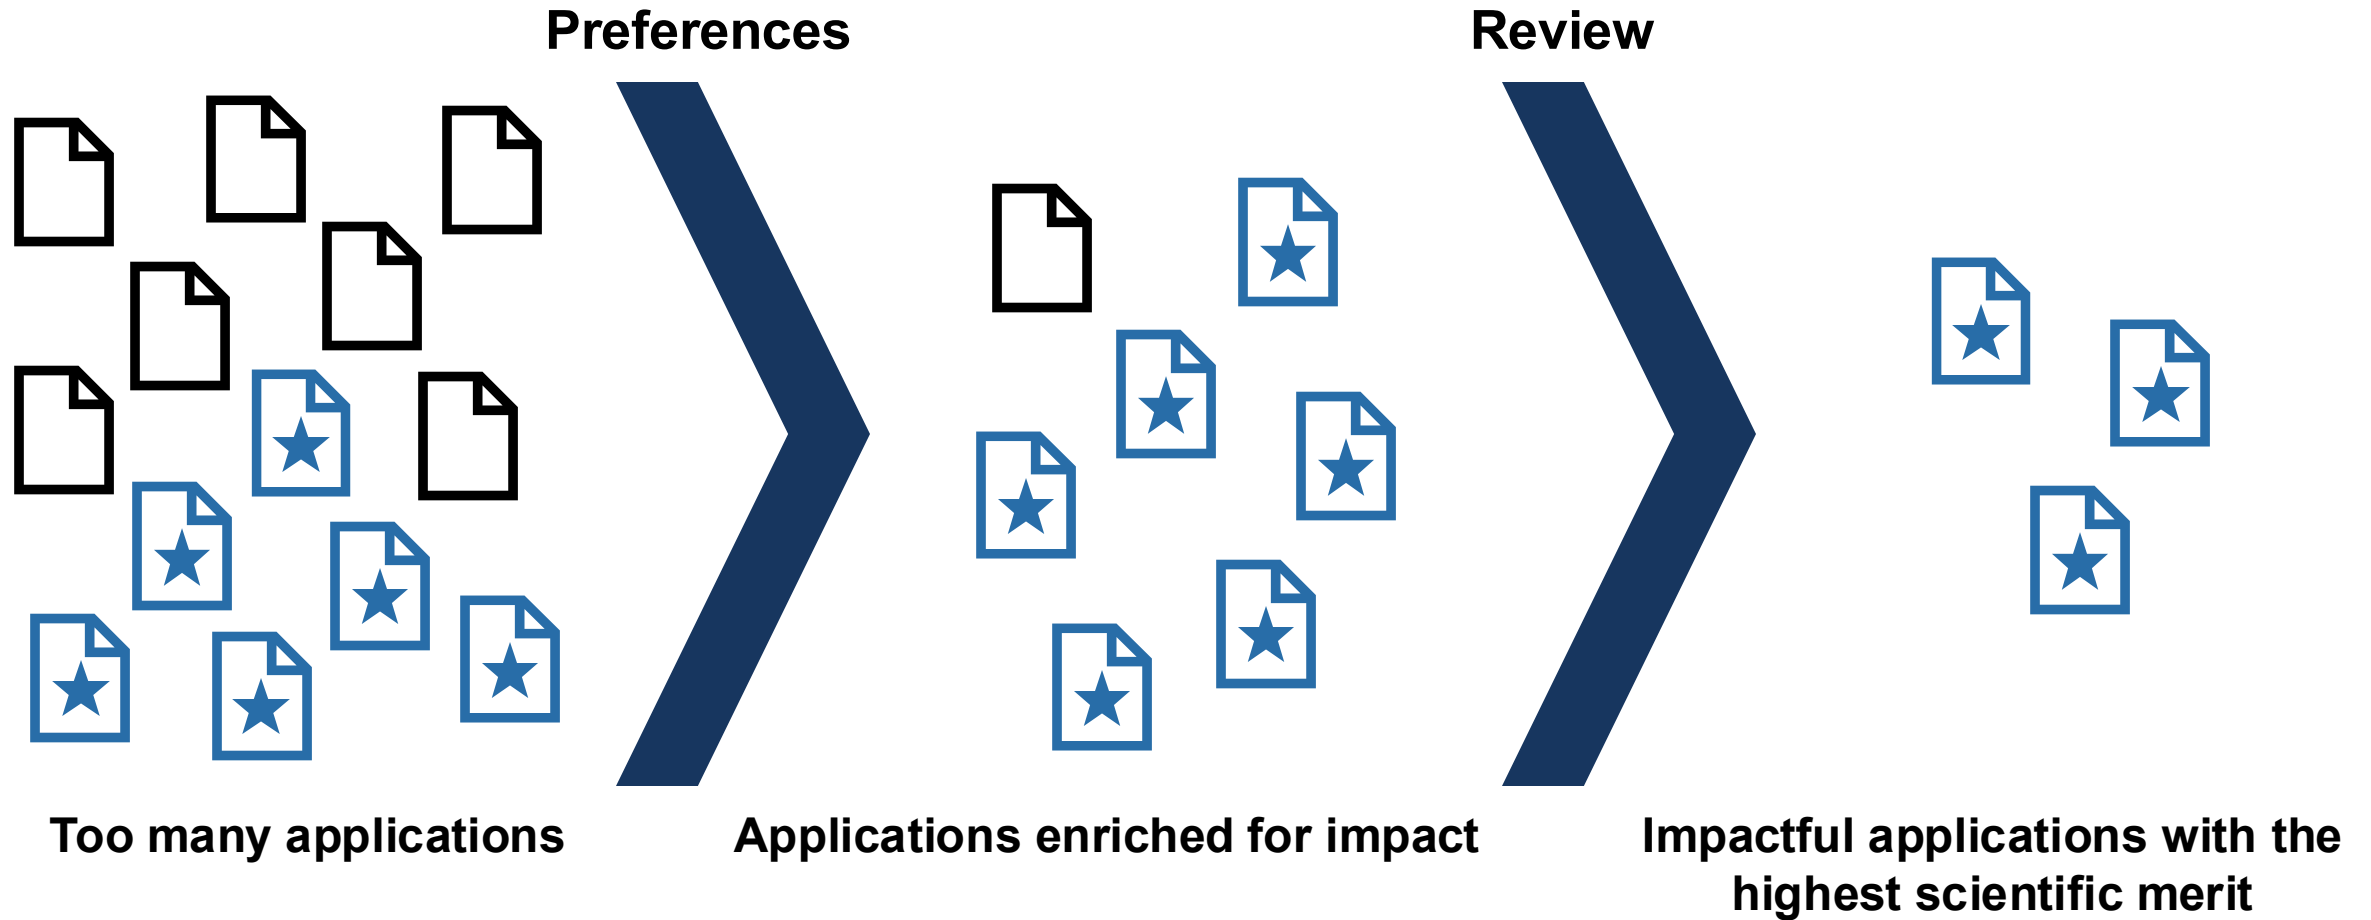 Preferences
Review
Too many applications
Applications enriched for impact
Impactful applications with the
highest scientific merit